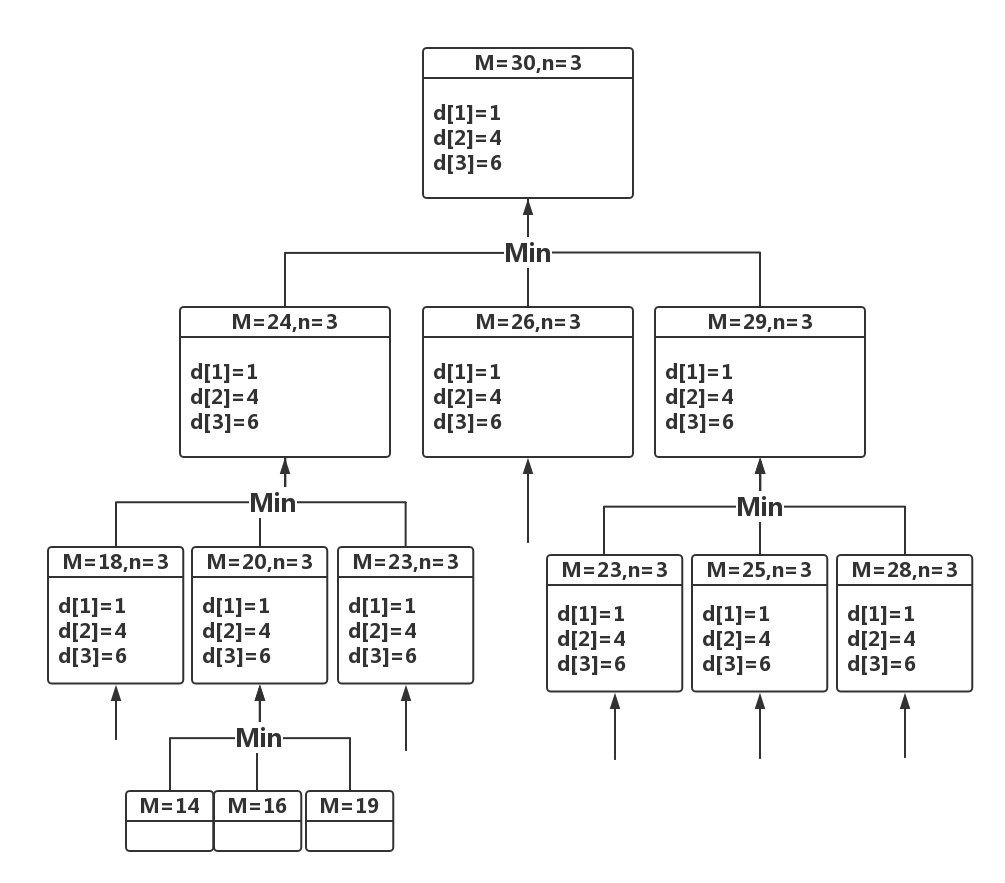 M=30,n=3
d[1]=1
d[2]=4
d[3]=6
Min
M=24,n=3
d[1]=1
d[2]=4
d[3]=6
M=26,n=3
d[1]=1
d[2]=4
d[3]=6
M=29,n=3
d[1]=1
d[2]=4
d[3]=6
Min
Min
M=18,n=3
d[1]=1
d[2]=4
d[3]=6
M=20,n=3
d[1]=1
d[2]=4
d[3]=6
M=23,n=3
d[1]=1
d[2]=4
d[3]=6
M=23,n=3
d[1]=1
d[2]=4
d[3]=6
M=25,n=3
d[1]=1
d[2]=4
d[3]=6
M=28,n=3
d[1]=1
d[2]=4
d[3]=6
Min
M=14
M=16
M=19